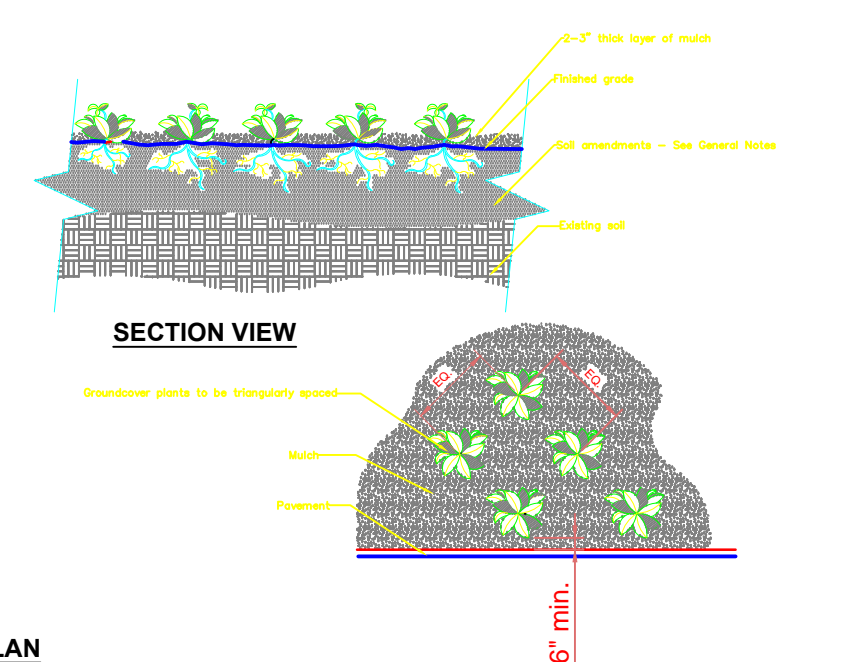 2-3" thick layer of mulch
Finished grade
Soil amendments - See General Notes
Existing soil
SECTION VIEW
EQ.
EQ.
Groundcover plants to be triangularly spaced
Mulch
Pavement
6" min.
LAN